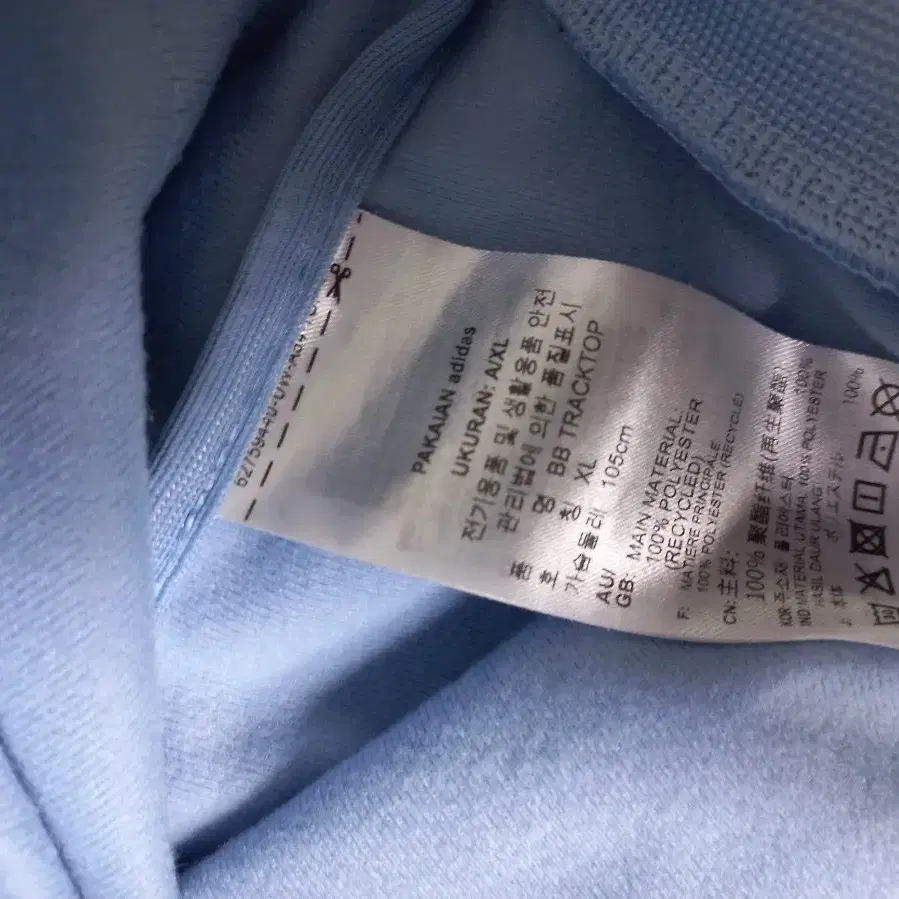 PAKAIAN adidas
UKURAN: A/XL
전기용품 및 생활용품 안전
관리법에 의한 품질표시
품 명 BB TRACKTOP
호 칭 XL
가슴둘레 105cm
AU/
GB: MAIN MATERIAL:
100% POLYESTER
(RECYCLED)
F: MATIERE PRINCIPALE
100% POLYESTER (RECYCLE)
CN: 主料:
100% 聚酯纤维(再生聚酯)
KOR 주소재 폴리에스터 100%
IND MATERIAL UTAMA: 100% POLYESTER
HASIL DAUR ULANG
J: 本体 ポリエステル 100%